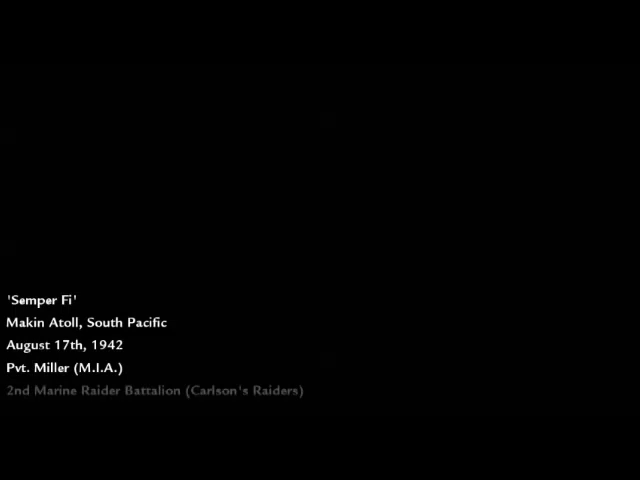 'Semper Fi'
Makin Atoll, South Pacific
August 17th, 1942
Pvt. Miller (M.I.A.)
2nd Marine Raider Battalion (Carlson's Raiders)